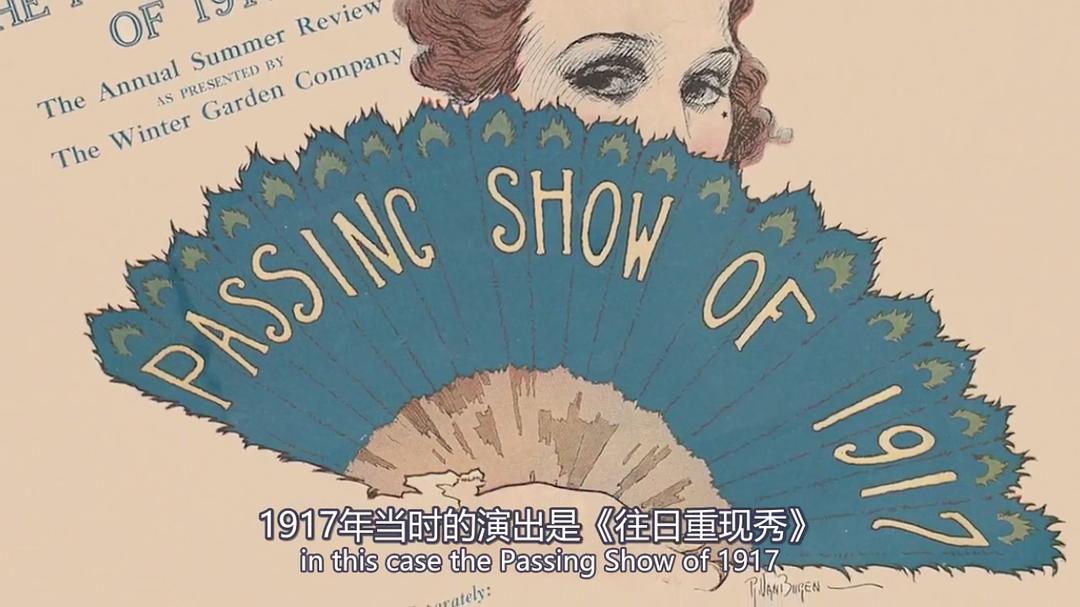 OF 191
The Annual Summer Review
AS PRESENTED BY
The Winter Garden Company
PASSING SHOW OF 1917
1917年当时的演出是《往日重现秀》
in this case the Passing Show of 1917